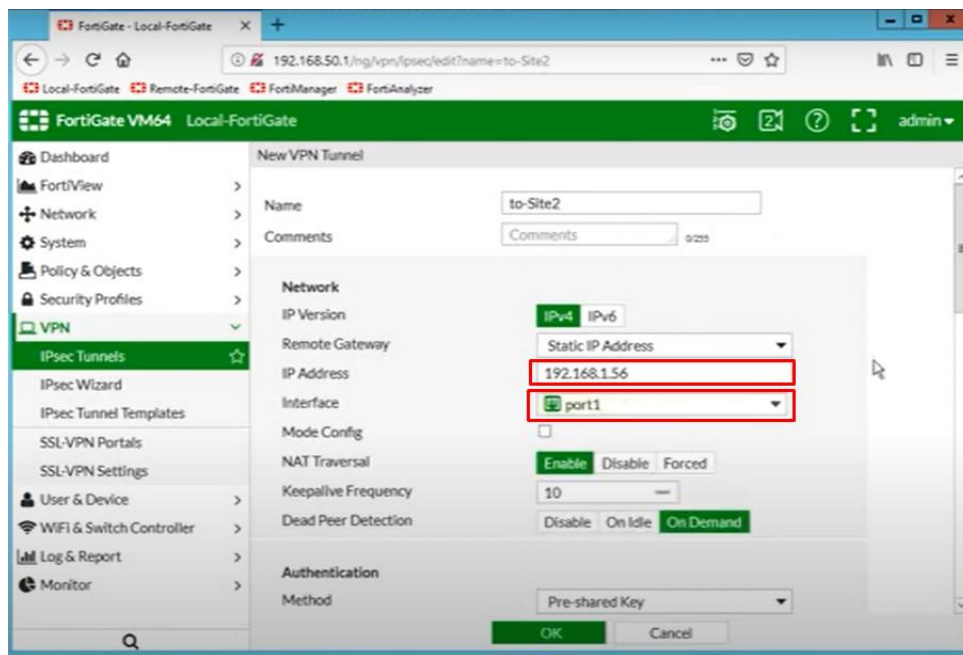 FortiGate - Local-FortiGate
192.168.50.1/ng/vpn/ipsec/edit?name=to-Site2
Local-FortiGate Remote-FortiGate FortiManager FortiAnalyzer
FortiGate VM64 Local-FortiGate 2 admin
Dashboard
FortiView
Network
System
Policy & Objects
Security Profiles
VPN
IPsec Tunnels
IPsec Wizard
IPsec Tunnel Templates
SSL-VPN Portals
SSL-VPN Settings
User & Device
WiFi & Switch Controller
Log & Report
Monitor
New VPN Tunnel
Name to-Site2
Comments Comments 0/255
Network
IP Version IPv4 IPv6
Remote Gateway Static IP Address
IP Address 192.168.1.56
Interface port1
Mode Config
NAT Traversal Enable Disable Forced
Keepalive Frequency 10
Dead Peer Detection Disable On Idle On Demand
Authentication
Method Pre-shared Key
OK Cancel